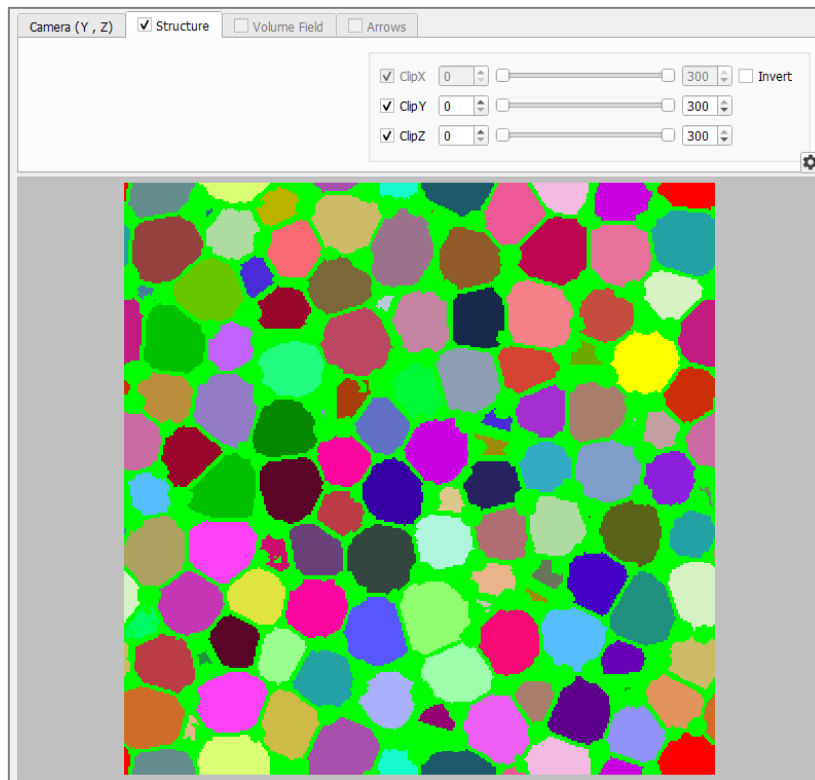 Camera (Y , Z) Structure Volume Field Arrows
ClipX 0 300 Invert
ClipY 0 300
ClipZ 0 300